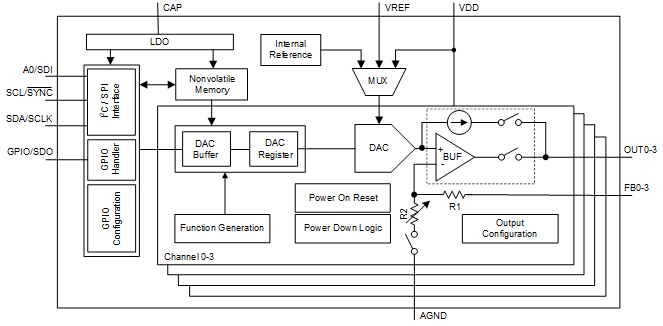 CAP
VREF
VDD
LDO
Internal
Reference
A0/SDI
SCL/SYNC
SDA/SCLK
GPIO/SDO
I²C / SPI
Interface
Nonvolatile
Memory
MUX
GPIO
Handler
DAC
Buffer
DAC
Register
DAC
+
-
BUF
OUT0-3
FB0-3
GPIO
Configuration
Function Generation
Power On Reset
Power Down Logic
R2
R1
Output
Configuration
Channel 0-3
AGND